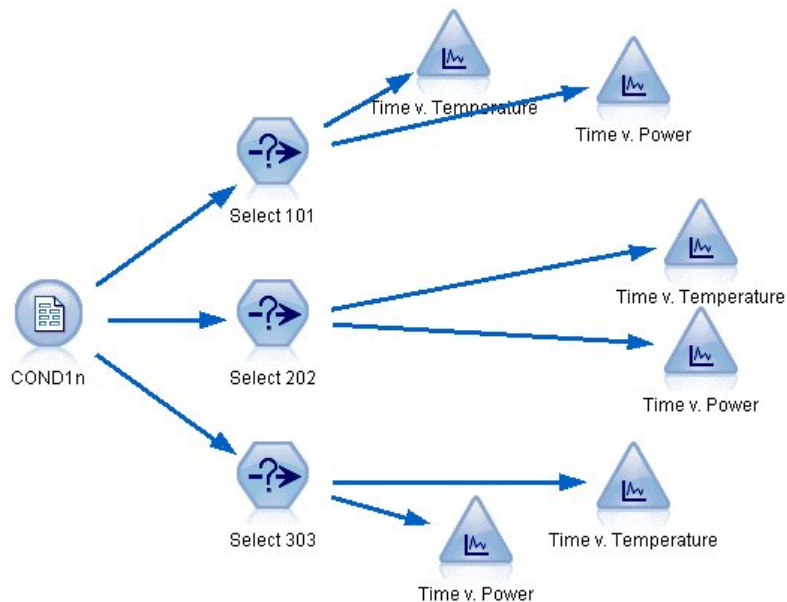 Time v. Temperature
Time v. Power
Select 101
Time v. Temperature
COND1n
Select 202
Time v. Power
Select 303
Time v. Temperature
Time v. Power